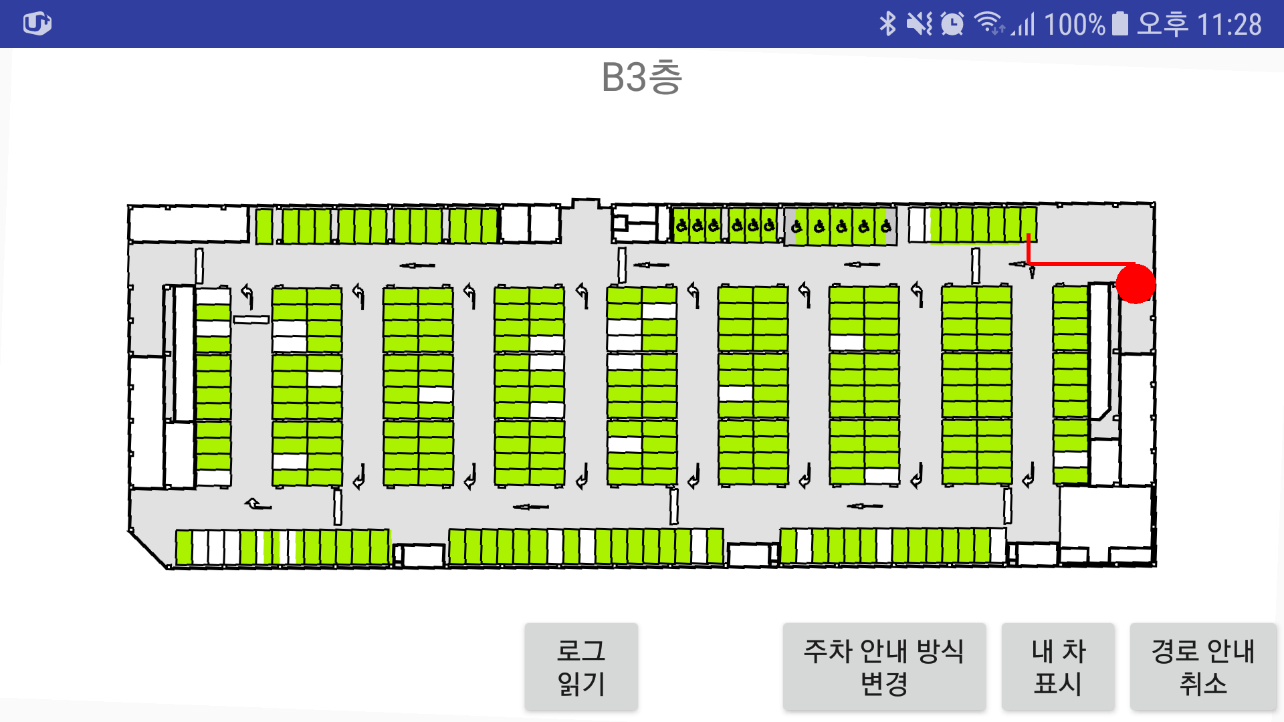 100% 오후 11:28
B3층
로그
읽기
주차 안내 방식
변경
내 차
표시
경로 안내
취소